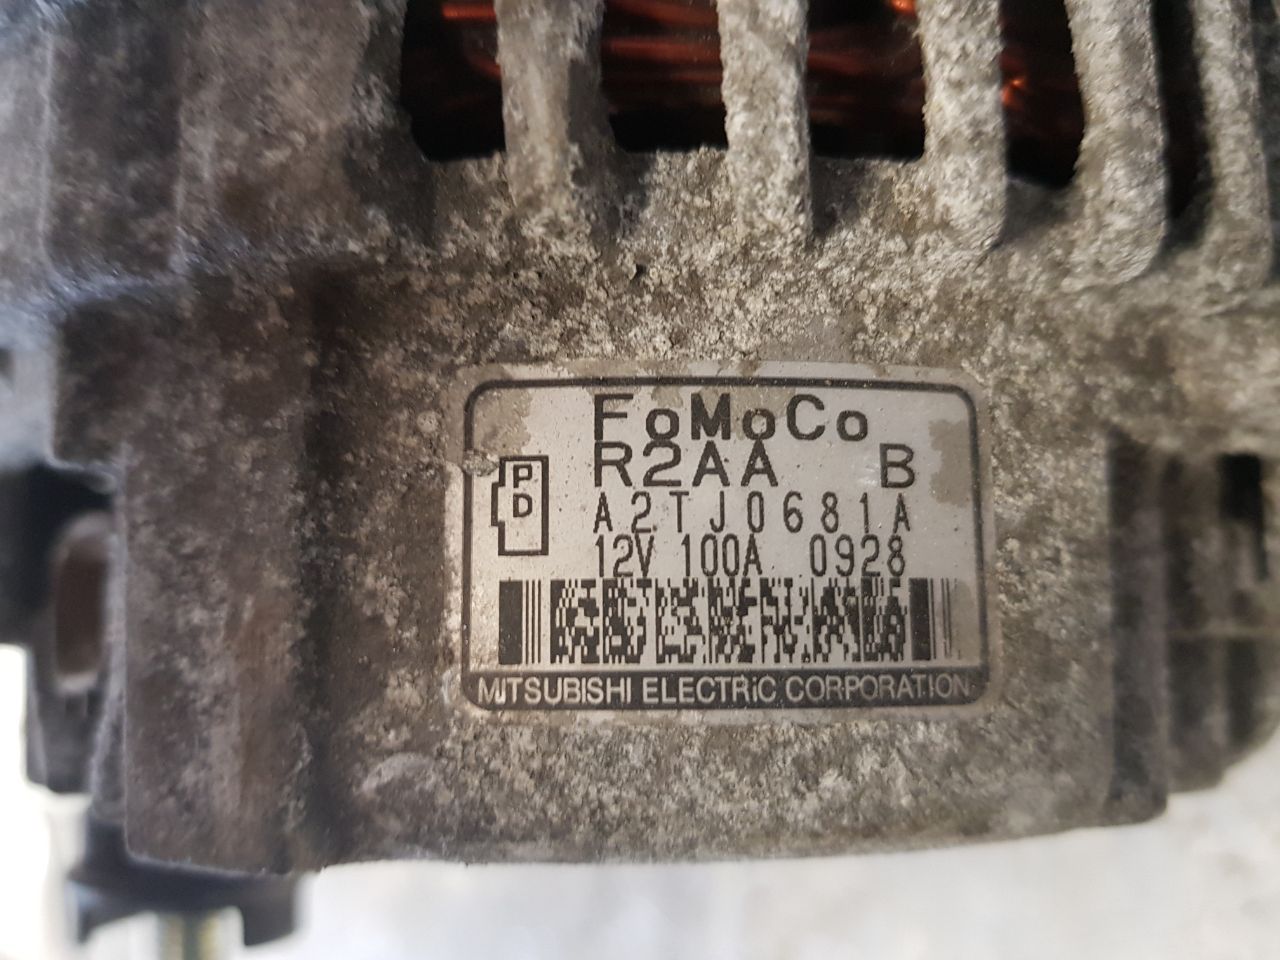 FoMoCo
R2AA B
P
D
A2TJ0681A
12V 100A 0928
MITSUBISHI ELECTRIC CORPORATION